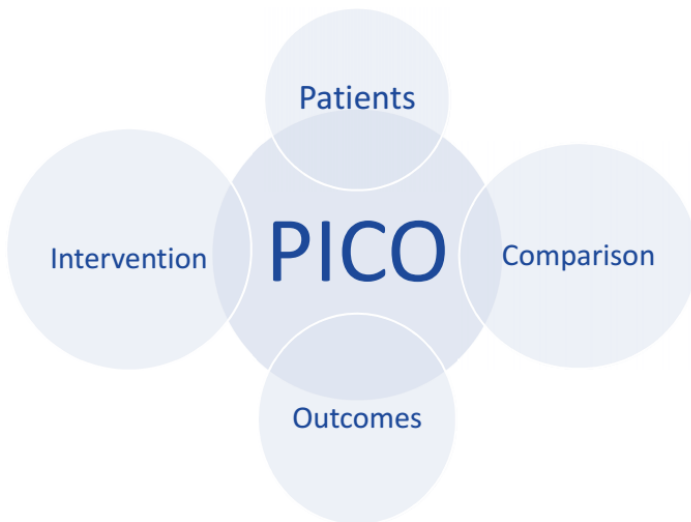 Patients
Intervention
PICO
Comparison
Outcomes